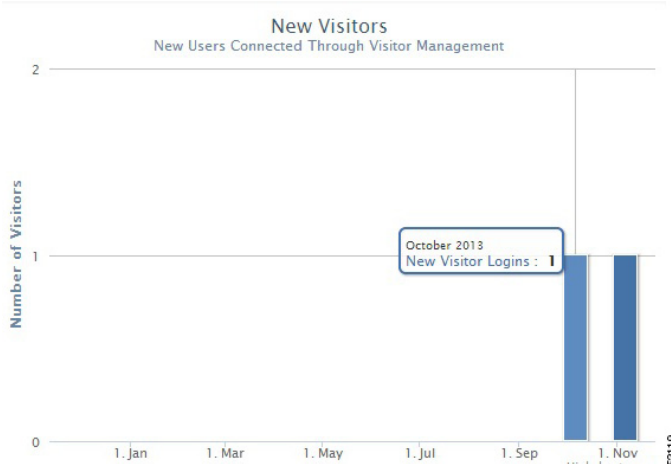 New Visitors
New Users Connected Through Visitor Management
2
1
0
Number of Visitors
October 2013
New Visitor Logins : 1
1. Jan
1. Mar
1. May
1. Jul
1. Sep
1. Nov